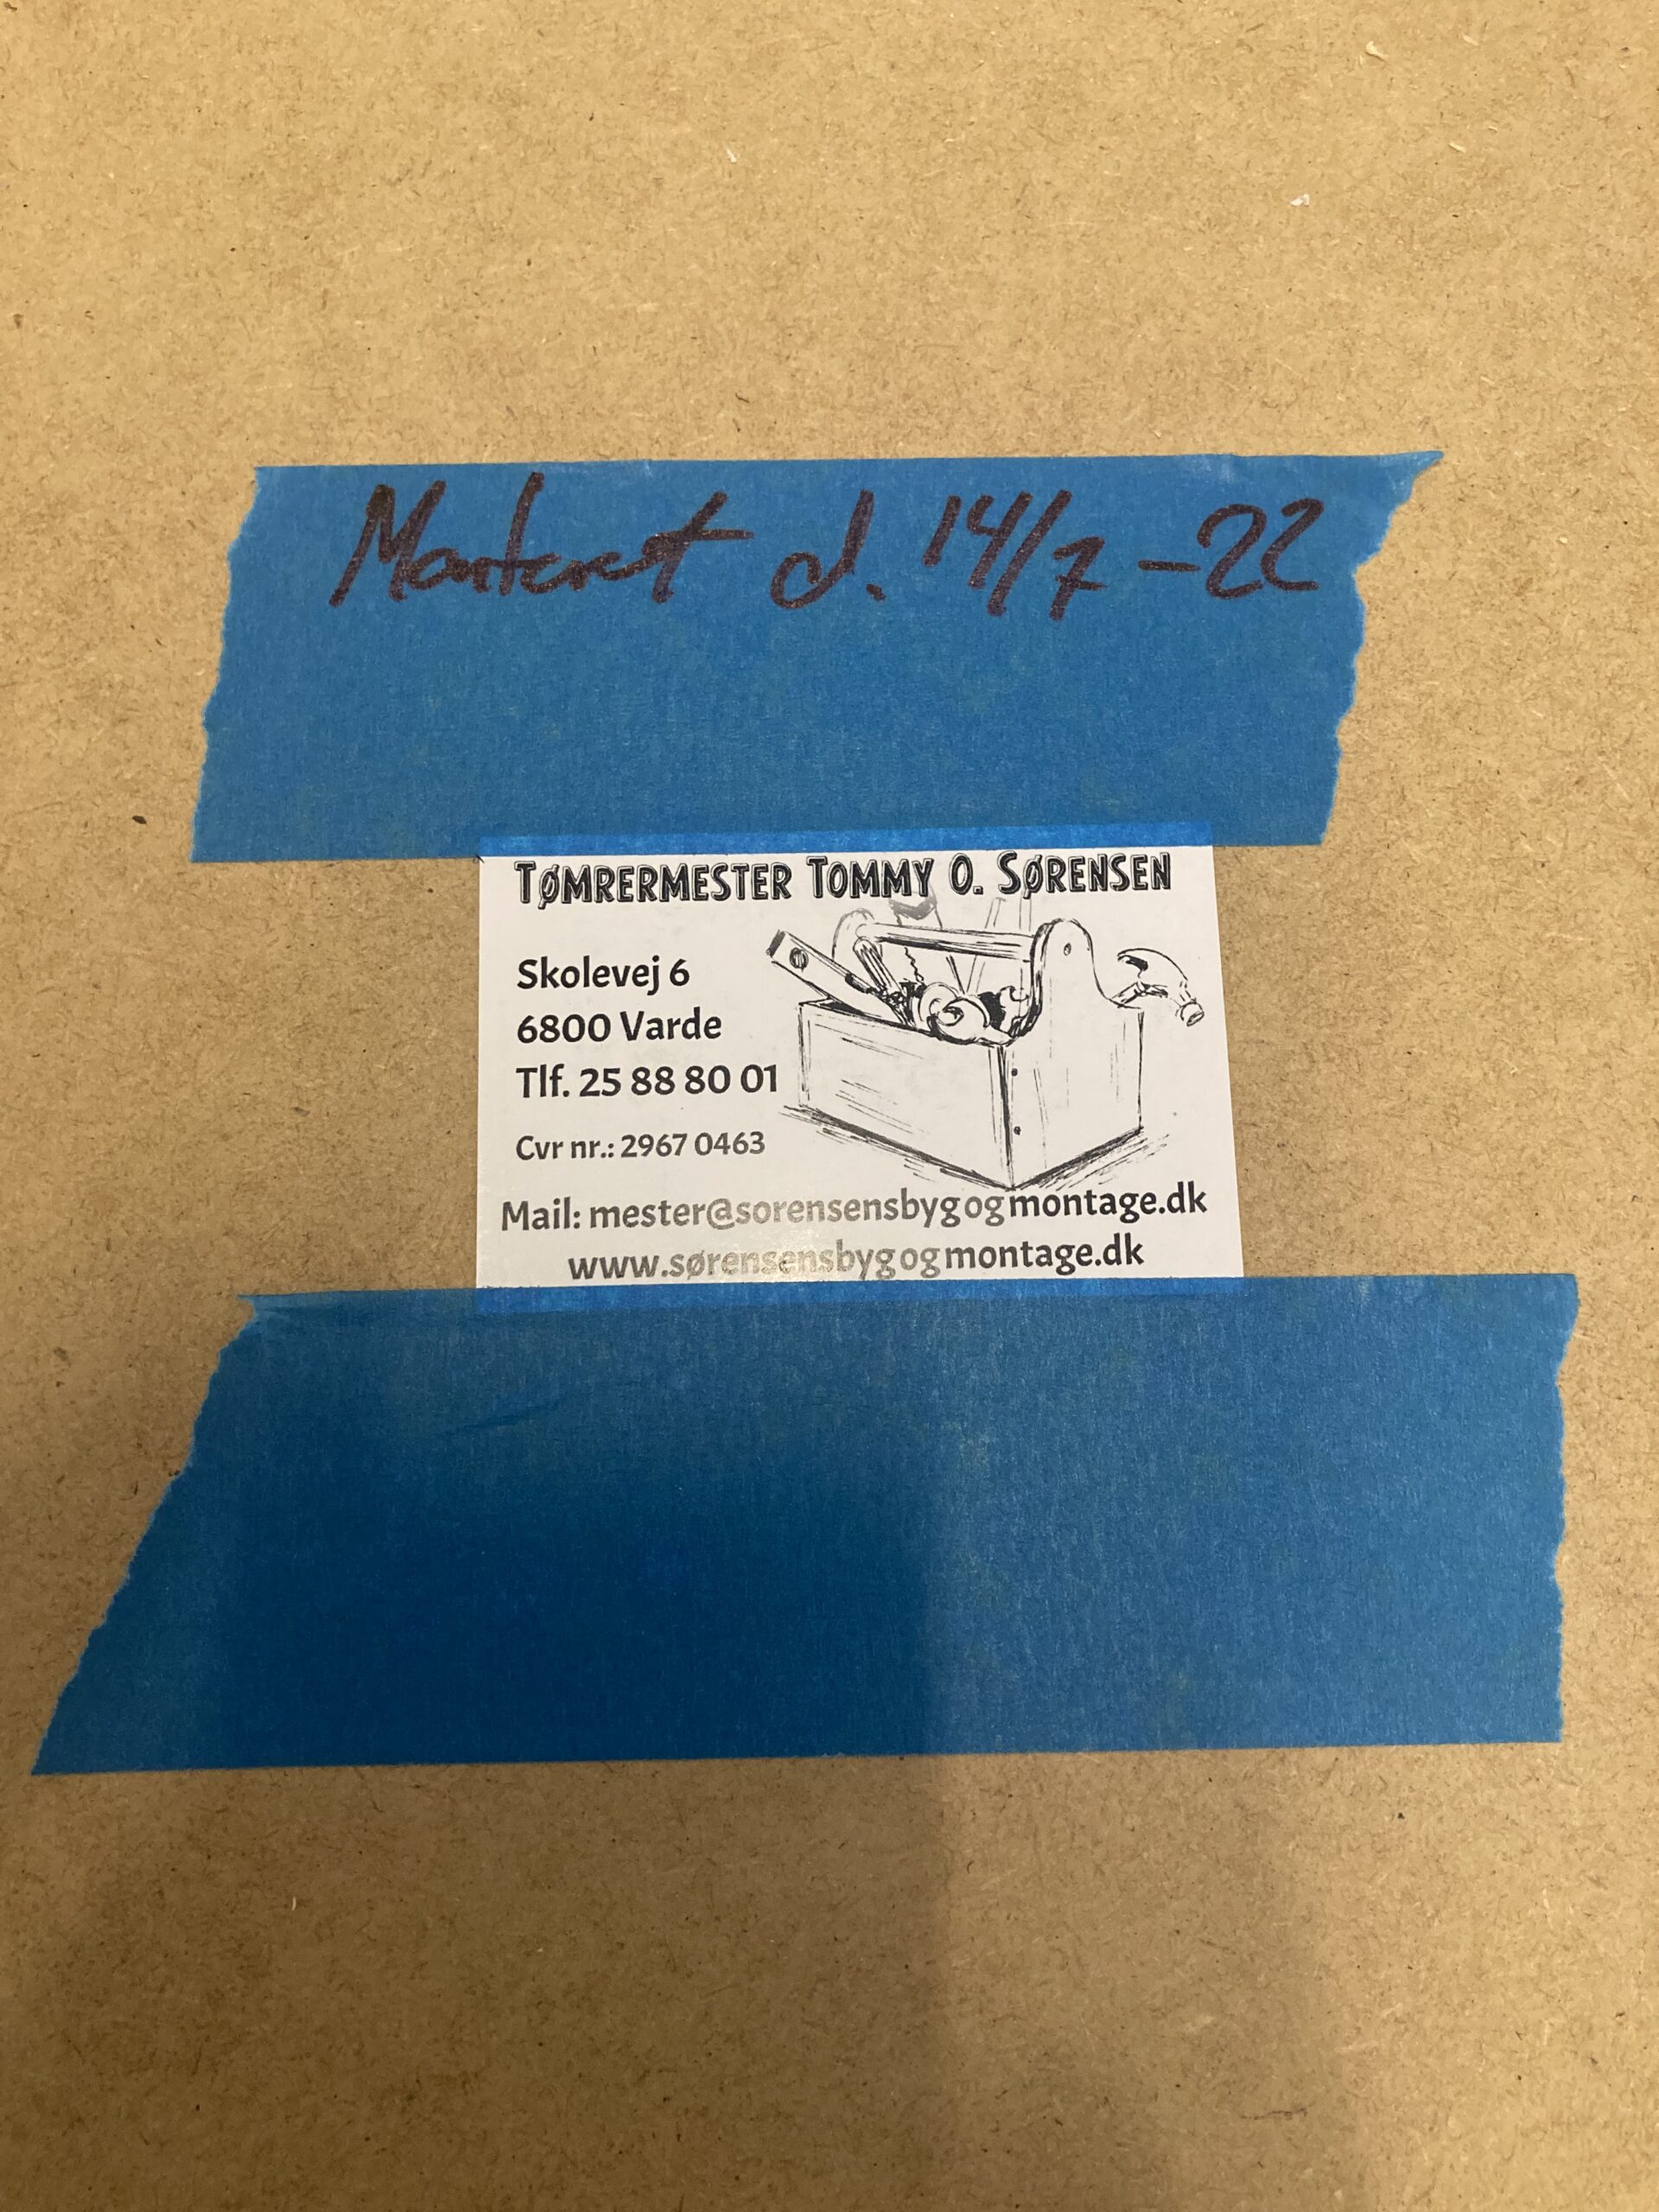 Monteret d. 14/7-22
TØMRERMESTER TOMMY O. SØRENSEN
Skolevej 6
6800 Varde
Tlf. 25 88 80 01
Cvr nr.: 2967 0463
Mail: mester@sorensensbygogmontage.dk
www.sørensensbygogmontage.dk